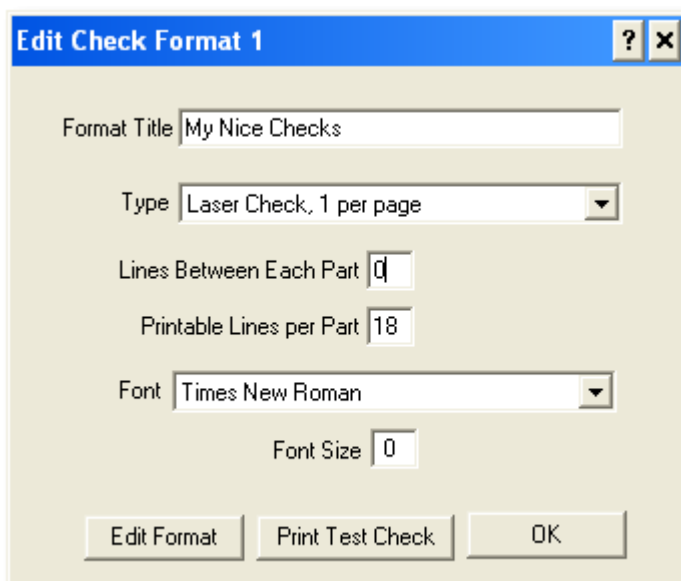 Edit Check Format 1
Format Title My Nice Checks
Type Laser Check, 1 per page
Lines Between Each Part 0
Printable Lines per Part 18
Font Times New Roman
Font Size 0
Edit Format Print Test Check OK